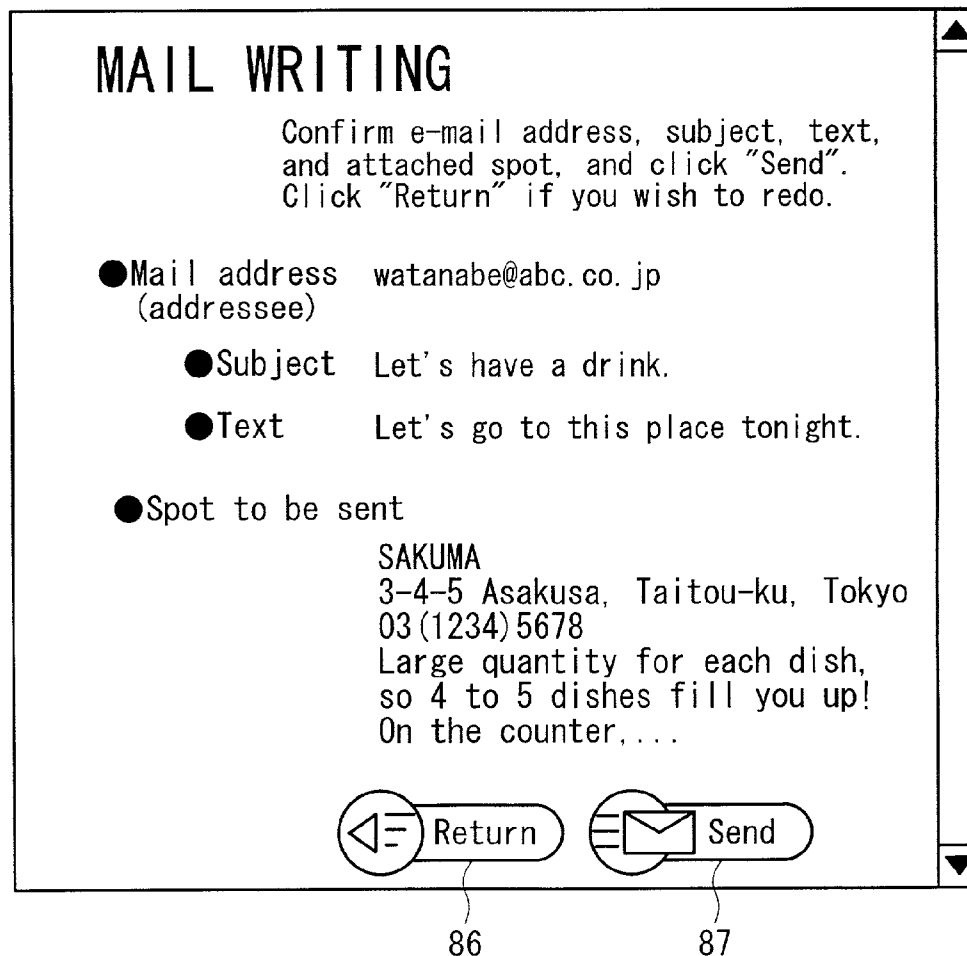 MAIL WRITING
Confirm e-mail address, subject, text,
and attached spot, and click "Send".
Click "Return" if you wish to redo.
●Mail address watanabe@abc.co.jp
(addressee)
●Subject Let's have a drink.
●Text Let's go to this place tonight.
●Spot to be sent
SAKUMA
3-4-5 Asakusa, Taitou-ku, Tokyo
03(1234)5678
Large quantity for each dish,
so 4 to 5 dishes fill you up!
On the counter,...
Return Send
86 87